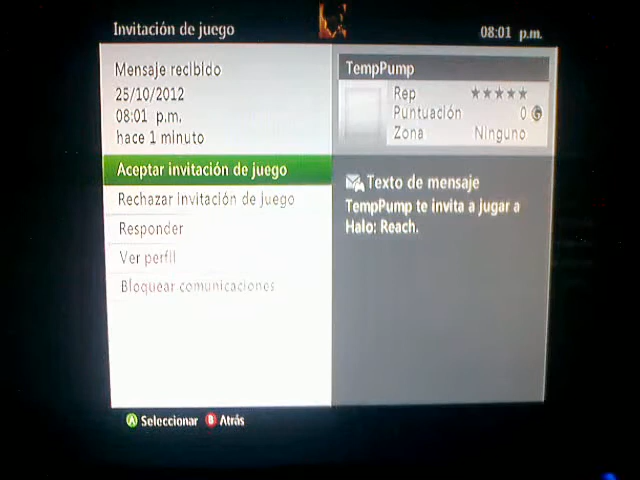 Invitación de juego
08:01 p.m.
Mensaje recibido
25/10/2012
08:01 p.m.
hace 1 minuto
Aceptar invitación de juego
Rechazar invitación de juego
Responder
Ver perfil
Bloquear comunicaciones
TempPump
Rep ★★★★★
Puntuación 0 G
Zona Ninguno
Texto de mensaje
TempPump te invita a jugar a
Halo: Reach.
A Seleccionar B Atrás